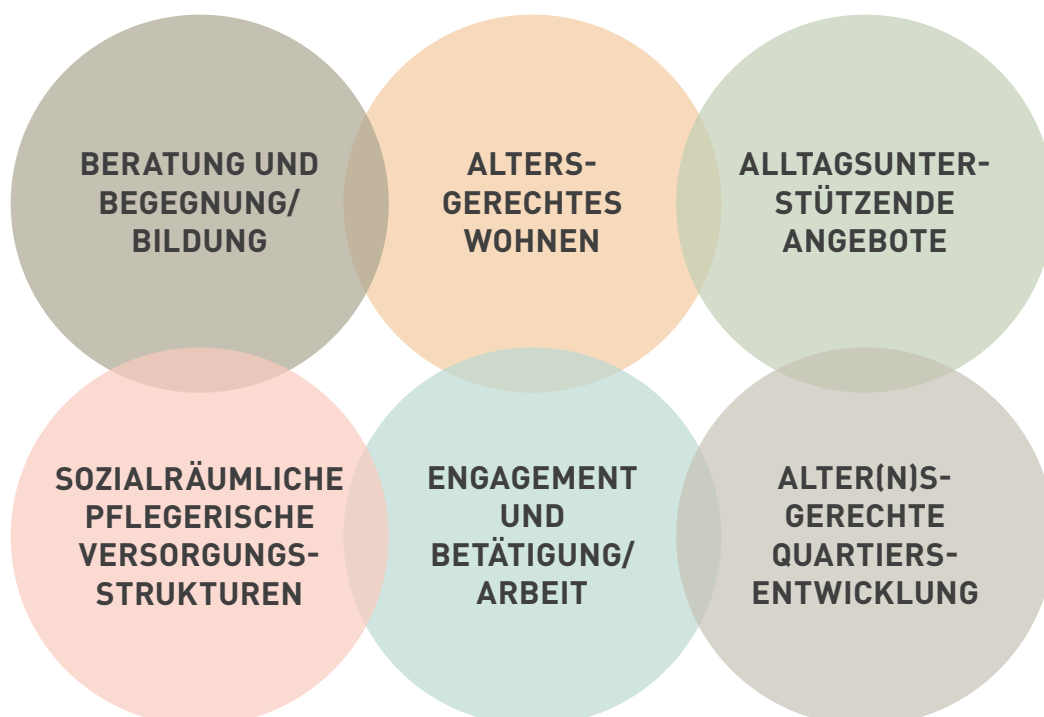 BERATUNG UND
BEGEGNUNG/
BILDUNG
ALTERS-
GERECHTES
WOHNEN
ALLTAGSUNTER-
STÜTZENDE
ANGEBOTE
SOZIALRÄUMLICHE
PFLEGERISCHE
VERSORGUNGS-
STRUKTUREN
ENGAGEMENT
UND
BETÄTIGUNG/
ARBEIT
ALTER(N)S-
GERECHTE
QUARTIERS-
ENTWICKLUNG